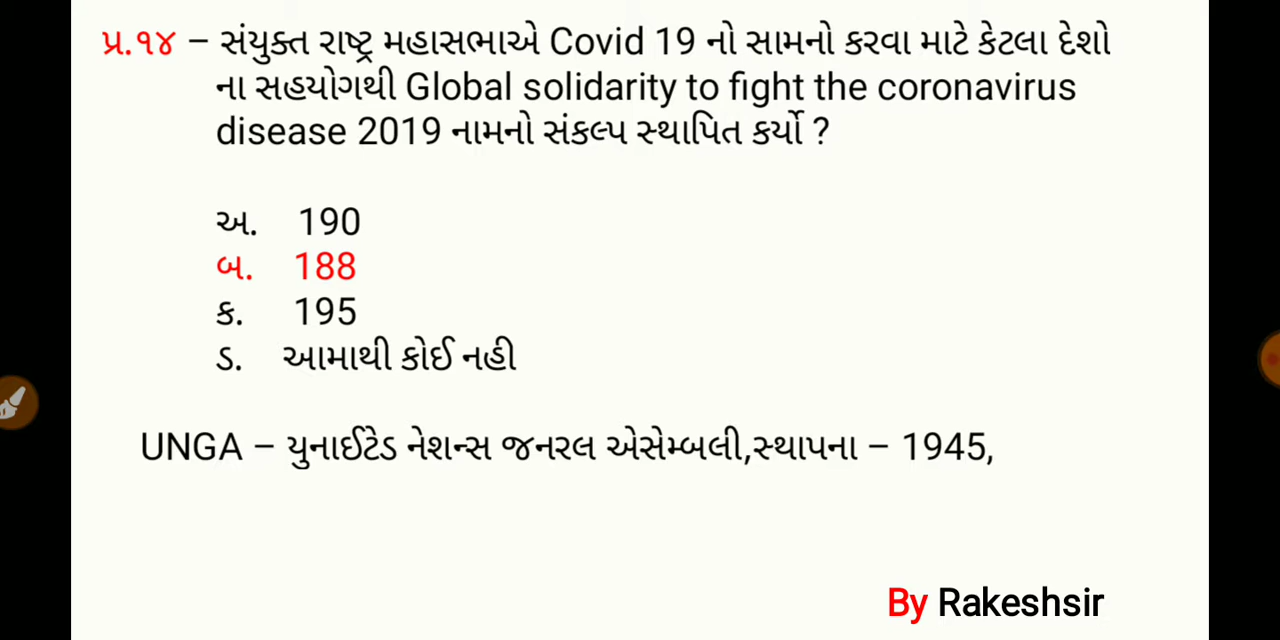 પ્ર.૧૪ – સંયુક્ત રાષ્ટ્ર મહાસભાએ Covid 19 નો સામનો કરવા માટે કેટલા દેશો
ના સહયોગથી Global solidarity to fight the coronavirus
disease 2019 નામનો સંકલ્પ સ્થાપિત કર્યો ?
અ. 190
બ. 188
ક. 195
ડ. આમાથી કોઈ નહી
UNGA – યુનાઈટેડ નેશન્સ જનરલ એસેમ્બલી,સ્થાપના – 1945,
By Rakeshsir